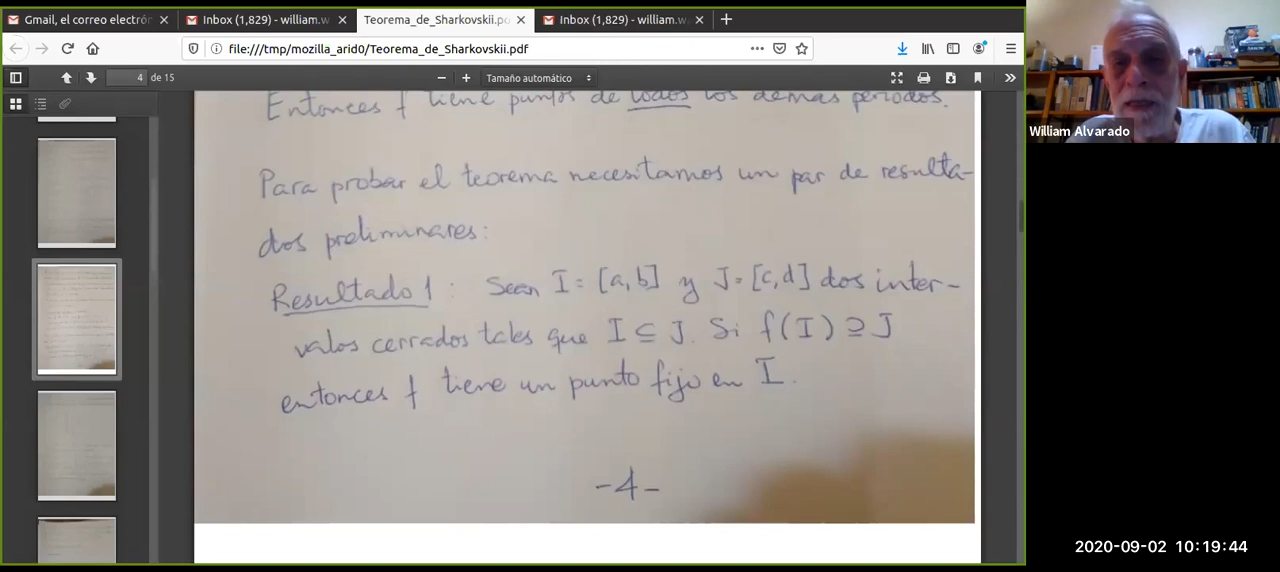 Gmail, el correo electrón
Inbox (1,829) - william.w
Teorema_de_Sharkovskii.p
Inbox (1,829) - william.wa
file:///tmp/mozilla_arid0/Teorema_de_Sharkovskii.pdf
4 de 15
Tamaño automático
Entonces f tiene puntos de todos los demás periodos.
Para probar el teorema necesitamos un par de resulta-
dos preliminares:
Resultado 1: Sean I = [a,b] y J = [c,d] dos inter-
valos cerrados tales que I ⊆ J. Si f(I) ⊇ J
entonces f tiene un punto fijo en I.
-4-
William Alvarado
2020-09-02 10:19:44